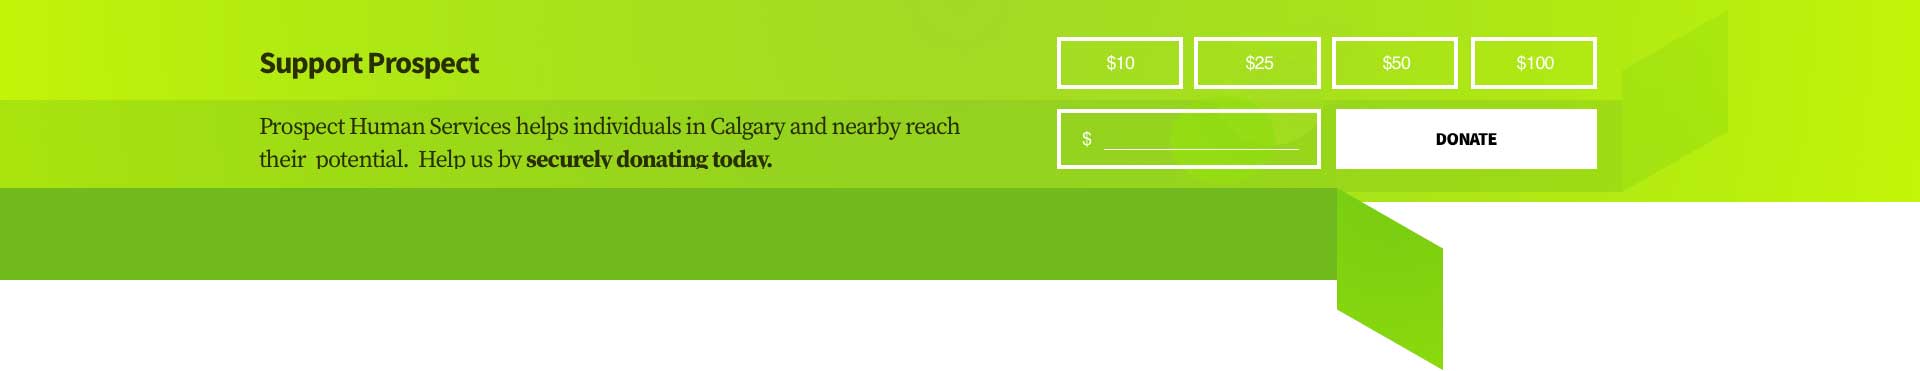 Support Prospect
$10 $25 $50 $100
Prospect Human Services helps individuals in Calgary and nearby reach
their potential. Help us by securely donating today.
$ DONATE